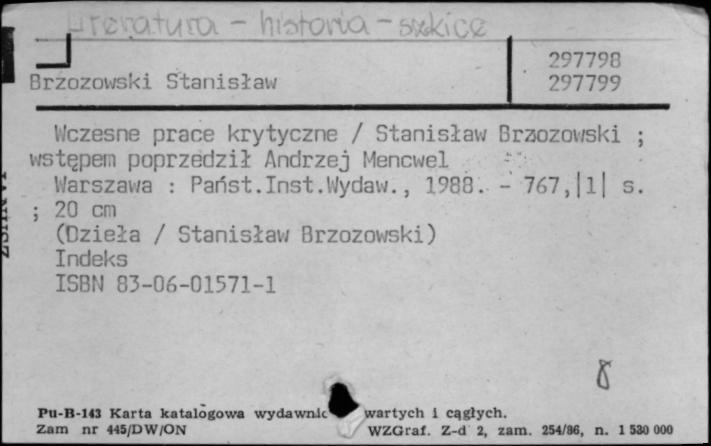 Literatura - historia - szkice
297798
Brzozowski Stanisław 297799
Wczesne prace krytyczne / Stanisław Brzozowski ;
wstępem poprzedził Andrzej Mencwel
Warszawa : Państ.Inst.Wydaw., 1988. - 767,|1| s.
; 20 cm
(Dzieła / Stanisław Brzozowski)
Indeks
ISBN 83-06-01571-1
8
Pu-B-143 Karta katalogowa wydawnic wartych i cągłych.
Zam nr 445/DW/ON WZGraf. Z-d 2, zam. 254/86, n. 1 530 000